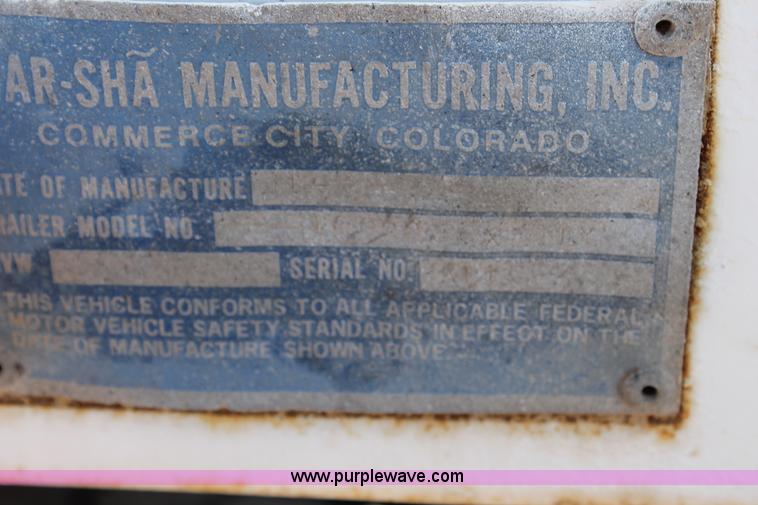 AR-SHÃ MANUFACTURING, INC.
COMMERCE CITY, COLORADO
TE OF MANUFACTURE
RAILER MODEL NO.
VW SERIAL NO
THIS VEHICLE CONFORMS TO ALL APPLICABLE FEDERAL
MOTOR VEHICLE SAFETY STANDARDS IN EFFECT ON THE
DATE OF MANUFACTURE SHOWN ABOVE
www.purplewave.com